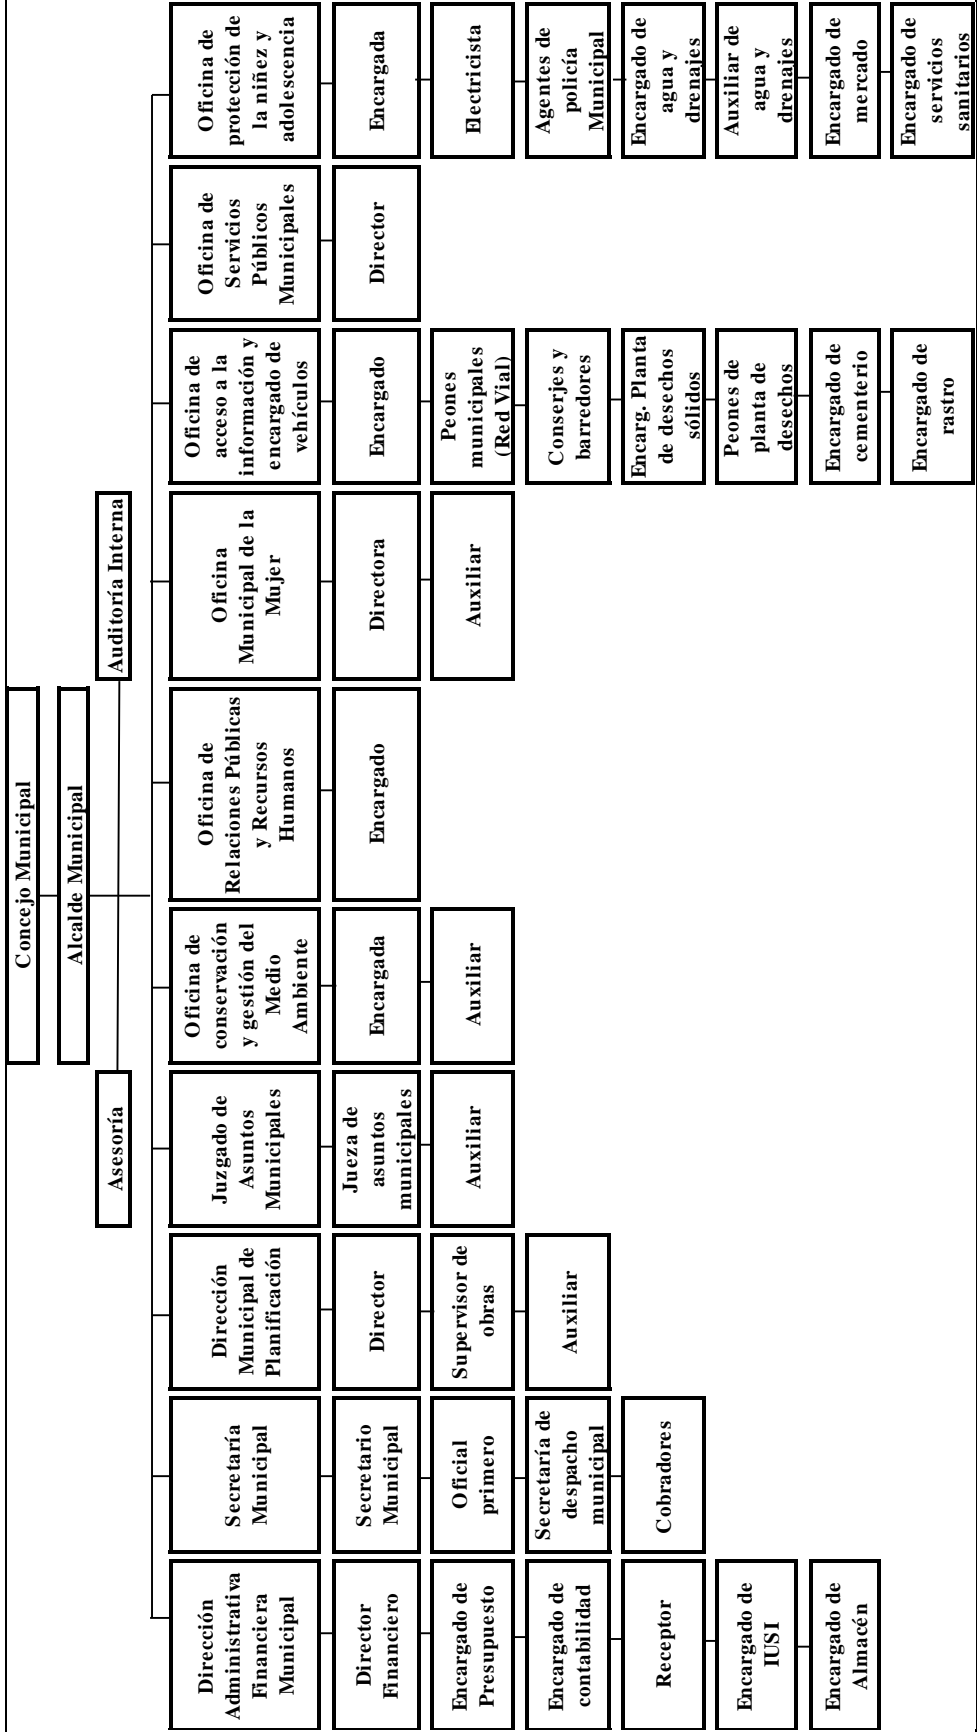 Concejo Municipal
Alcalde Municipal
Asesoría
Auditoría Interna
Dirección
Administrativa
Financiera
Municipal
Director
Financiero
Encargado de
Presupuesto
Encargado de
contabilidad
Receptor
Encargado de
IUSI
Encargado de
Almacén
Secretaría
Municipal
Secretario
Municipal
Oficial
primero
Secretaría de
despacho
municipal
Cobradores
Dirección
Municipal de
Planificación
Director
Supervisor de
obras
Auxiliar
Juzgado de
Asuntos
Municipales
Jueza de
asuntos
municipales
Auxiliar
Oficina de
conservación
y gestión del
Medio
Ambiente
Encargada
Auxiliar
Oficina de
Relaciones Públicas
y Recursos
Humanos
Encargado
Oficina
Municipal de la
Mujer
Directora
Auxiliar
Oficina de
acceso a la
información y
encargado de
vehículos
Encargado
Peones
municipales
(Red Vial)
Conserjes y
barredores
Encarg. Planta
de desechos
sólidos
Peones de
planta de
desechos
Encargado de
cementerio
Encargado de
rastro
Oficina de
Servicios
Públicos
Municipales
Director
Oficina de
protección de
la niñez y
adolescencia
Encargada
Electricista
Agentes de
policía
Municipal
Encargado de
agua y
drenajes
Auxiliar de
agua y
drenajes
Encargado de
mercado
Encargado de
servicios
sanitarios